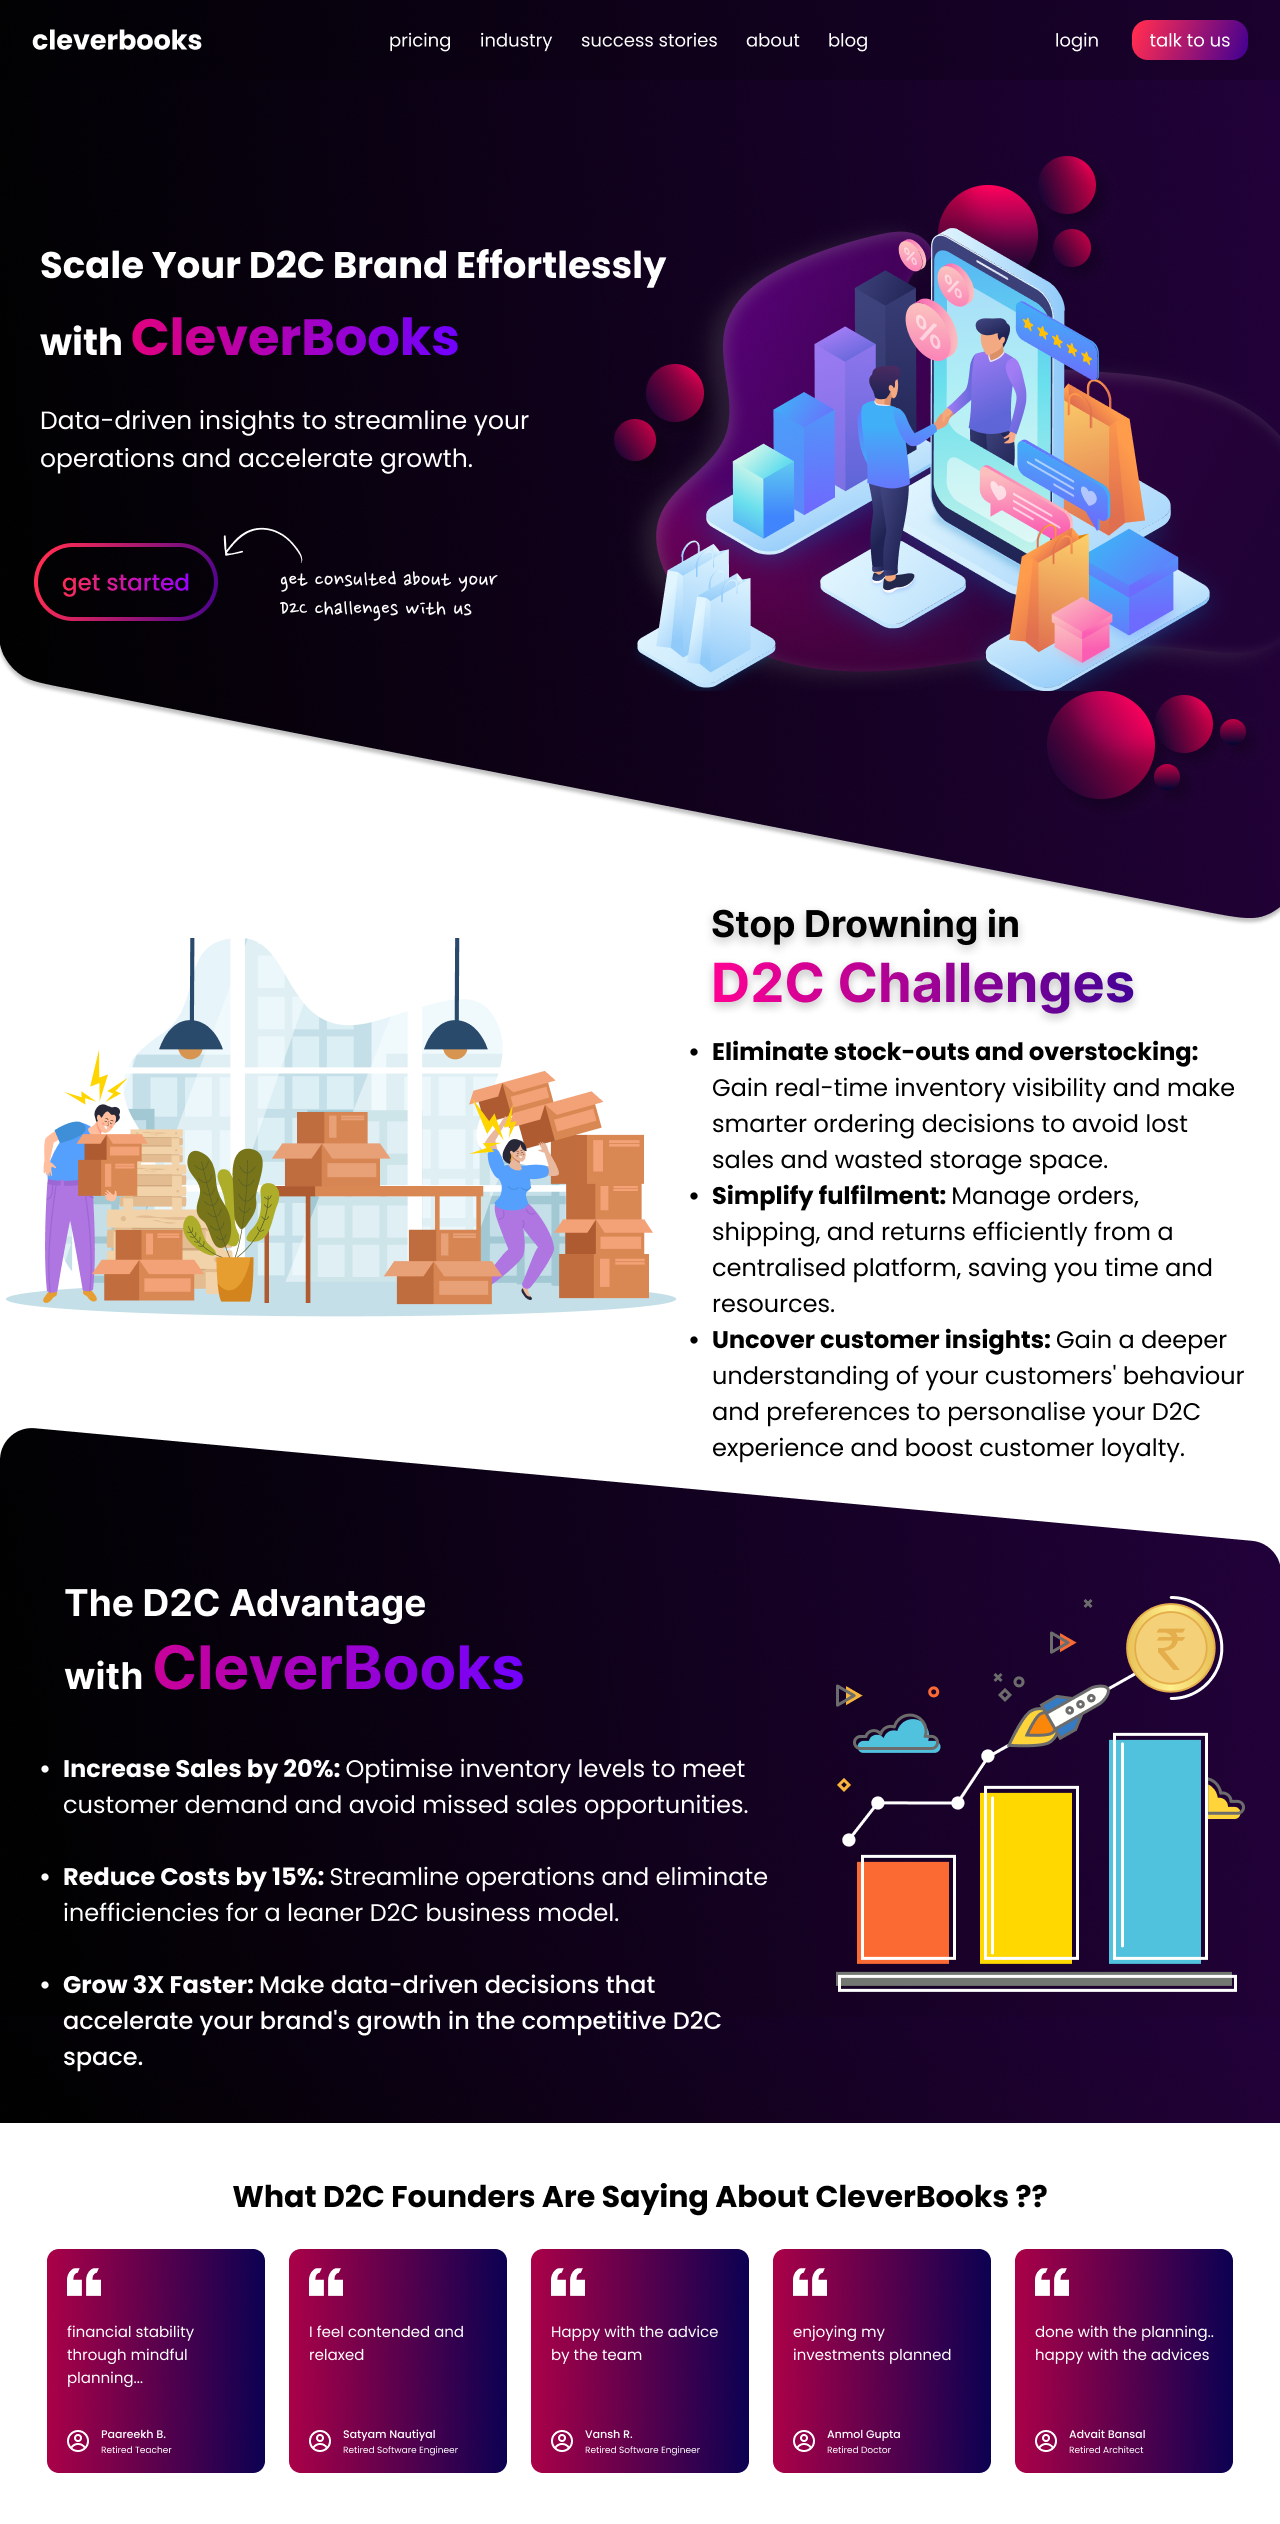 cleverbooks
pricing industry success stories about blog
login
talk to us
Scale Your D2C Brand Effortlessly
with CleverBooks
Data-driven insights to streamline your
operations and accelerate growth.
get started
get consulted about your
D2C challenges with us
%
%
%
Stop Drowning in
D2C Challenges
• Eliminate stock-outs and overstocking:
Gain real-time inventory visibility and make
smarter ordering decisions to avoid lost
sales and wasted storage space.
• Simplify fulfilment: Manage orders,
shipping, and returns efficiently from a
centralised platform, saving you time and
resources.
• Uncover customer insights: Gain a deeper
understanding of your customers' behaviour
and preferences to personalise your D2C
experience and boost customer loyalty.
The D2C Advantage
with CleverBooks
• Increase Sales by 20%: Optimise inventory levels to meet
customer demand and avoid missed sales opportunities.
• Reduce Costs by 15%: Streamline operations and eliminate
inefficiencies for a leaner D2C business model.
• Grow 3X Faster: Make data-driven decisions that
accelerate your brand's growth in the competitive D2C
space.
₹
What D2C Founders Are Saying About CleverBooks ??
financial stability
through mindful
planning...
Paareekh B.
Retired Teacher
I feel contended and
relaxed
Satyam Nautiyal
Retired Software Engineer
Happy with the advice
by the team
Vansh R.
Retired Software Engineer
enjoying my
investments planned
Anmol Gupta
Retired Doctor
done with the planning..
happy with the advices
Advait Bansal
Retired Architect